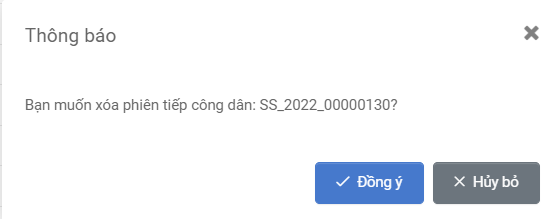 Thông báo
Bạn muốn xóa phiên tiếp công dân: SS_2022_00000130?
Đồng ý
Hủy bỏ